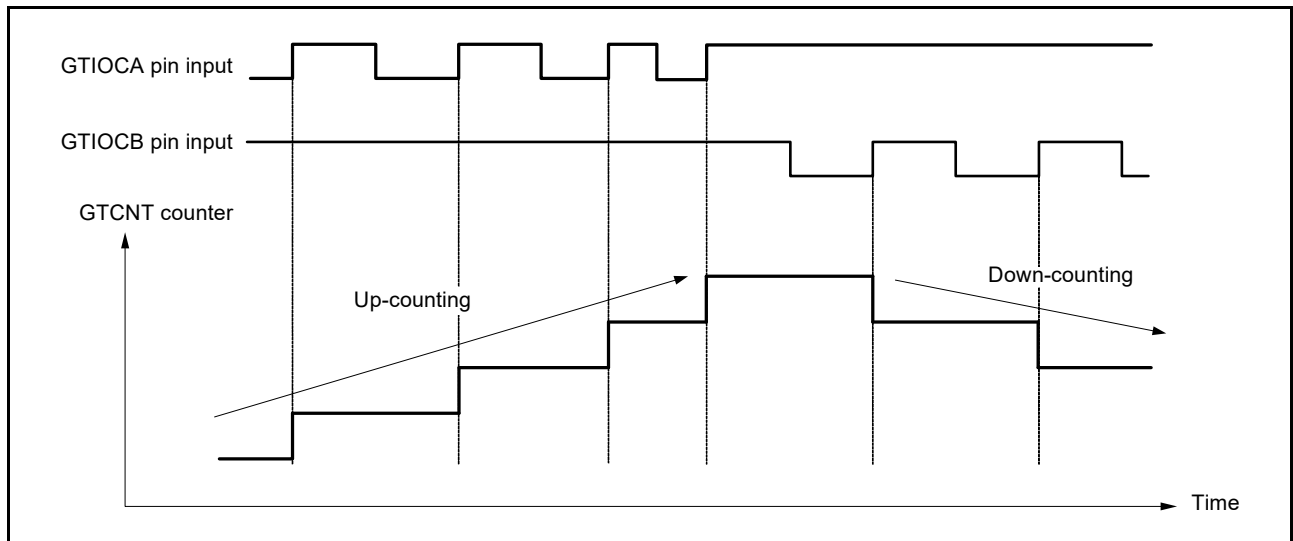 GTIOCA pin input
GTIOCB pin input
GTCNT counter
Up-counting
Down-counting
Time